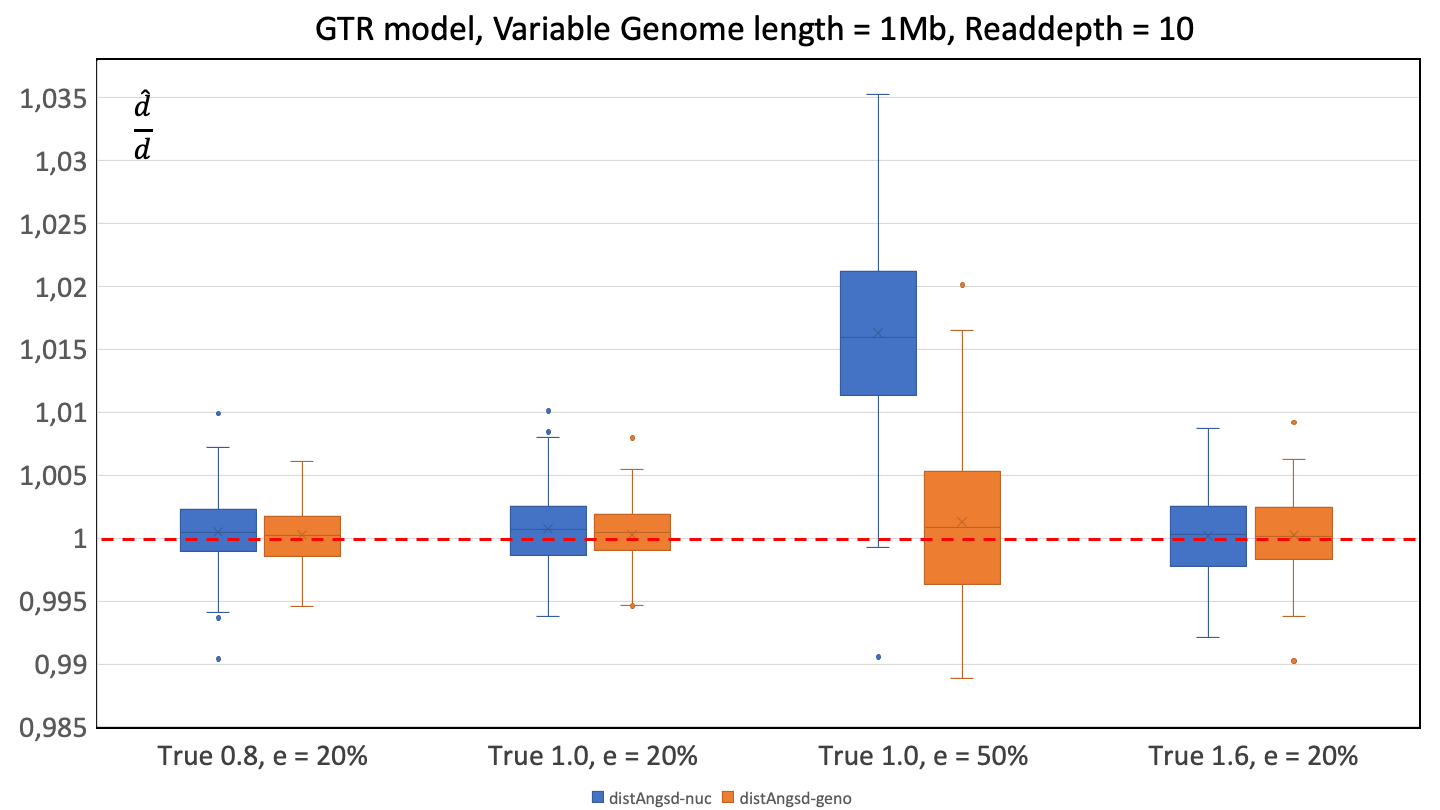 GTR model, Variable Genome length = 1Mb, Readdepth = 10
d̂
d
1,035
1,03
1,025
1,02
1,015
1,01
1,005
1
0,995
0,99
0,985
True 0.8, e = 20% True 1.0, e = 20% True 1.0, e = 50% True 1.6, e = 20%
distAngsd-nuc distAngsd-geno